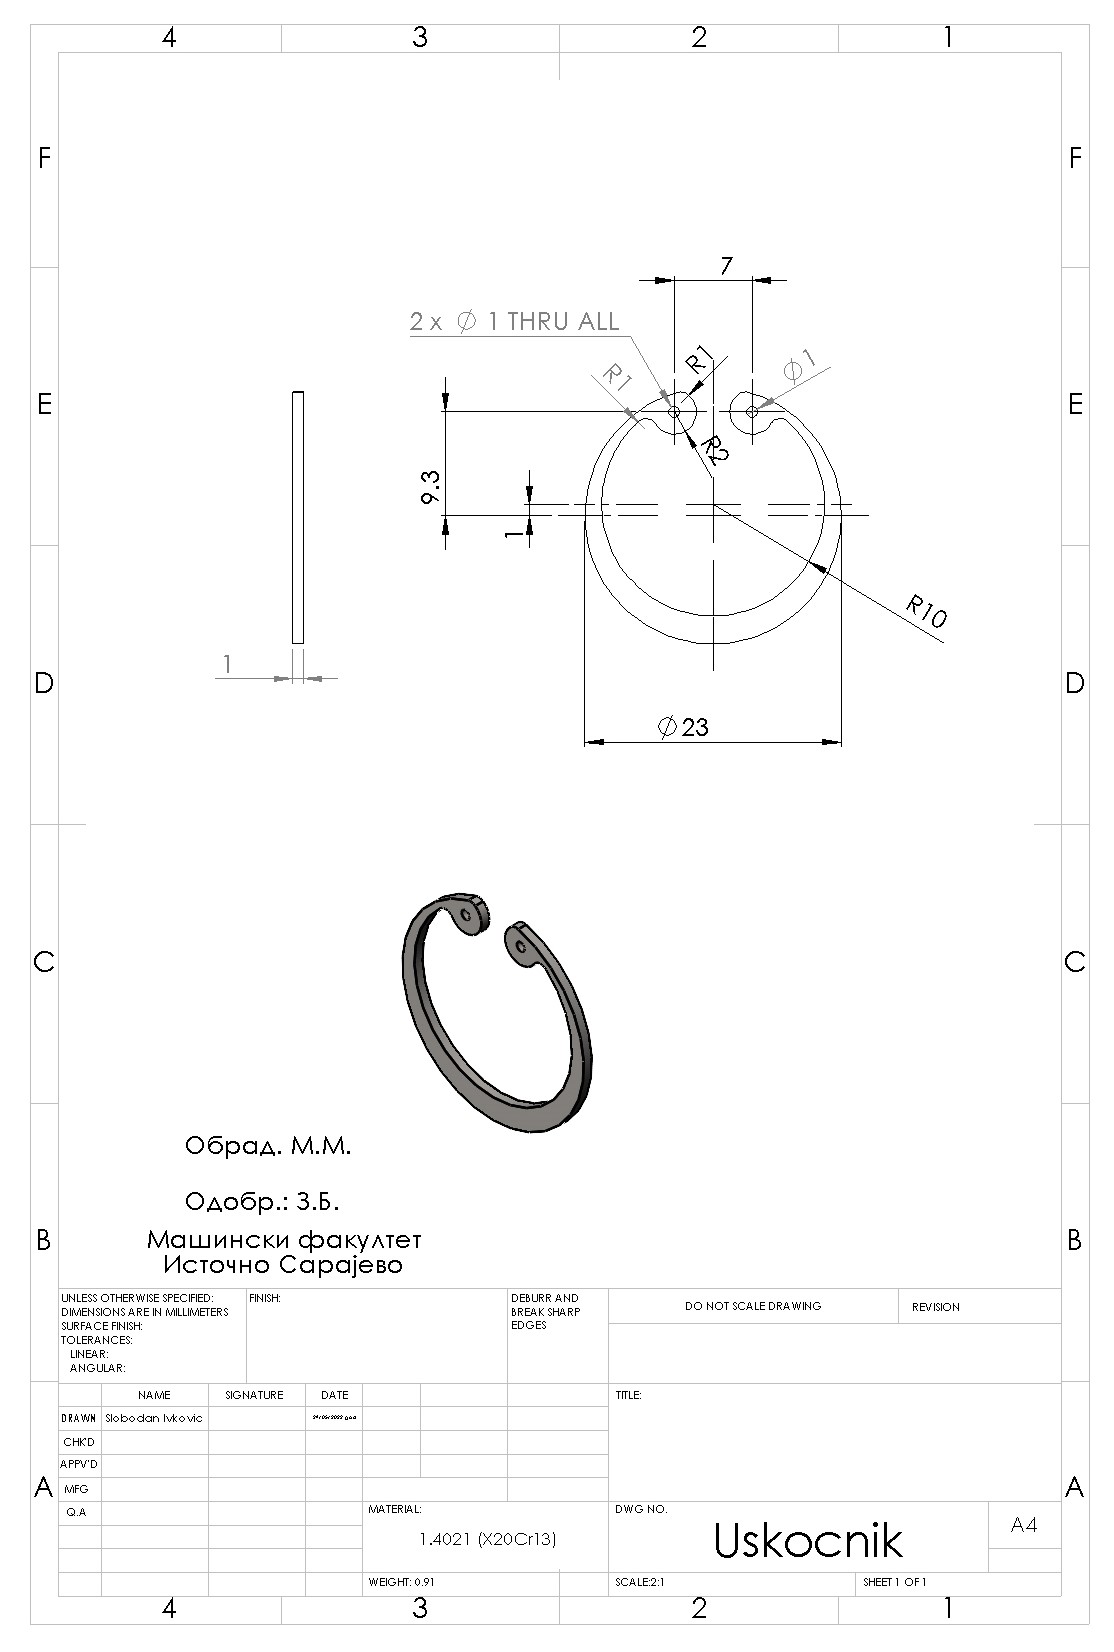 4 3 2 1
F F
7
2 x ∅ 1 THRU ALL
R1
R1
∅1
E E
R2
9.3
1
R10
1
D D
∅23
C C
Обрад. М.М.
Одобр.: З.Б.
B B
Машински факултет
Источно Сарајево
UNLESS OTHERWISE SPECIFIED:
DIMENSIONS ARE IN MILLIMETERS
SURFACE FINISH:
TOLERANCES:
LINEAR:
ANGULAR:
FINISH:
DEBURR AND
BREAK SHARP
EDGES
DO NOT SCALE DRAWING
REVISION
NAME SIGNATURE DATE
TITLE:
DRAWN Slobodan Ivkovic
CHK'D
APPV'D
MFG
A A
Q.A
MATERIAL:
1.4021 (X20Cr13)
DWG NO.
Uskocnik
A4
WEIGHT: 0.91
SCALE:2:1
SHEET 1 OF 1
4 3 2 1